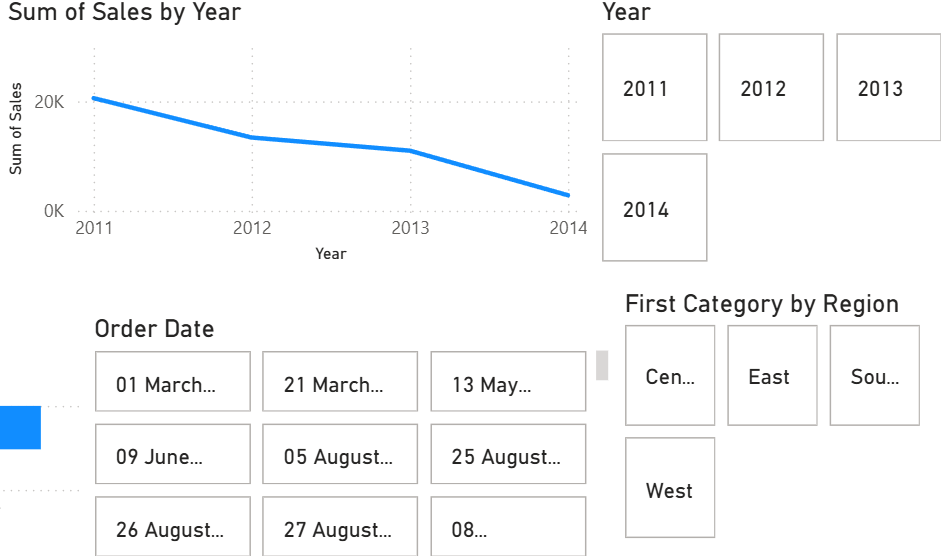 Sum of Sales by Year
Sum of Sales
20K
0K
2011 2012 2013 2014
Year
Year
2011 2012 2013
2014
Order Date
01 March... 21 March... 13 May...
09 June... 05 August... 25 August...
26 August... 27 August... 08...
First Category by Region
Cen... East Sou...
West